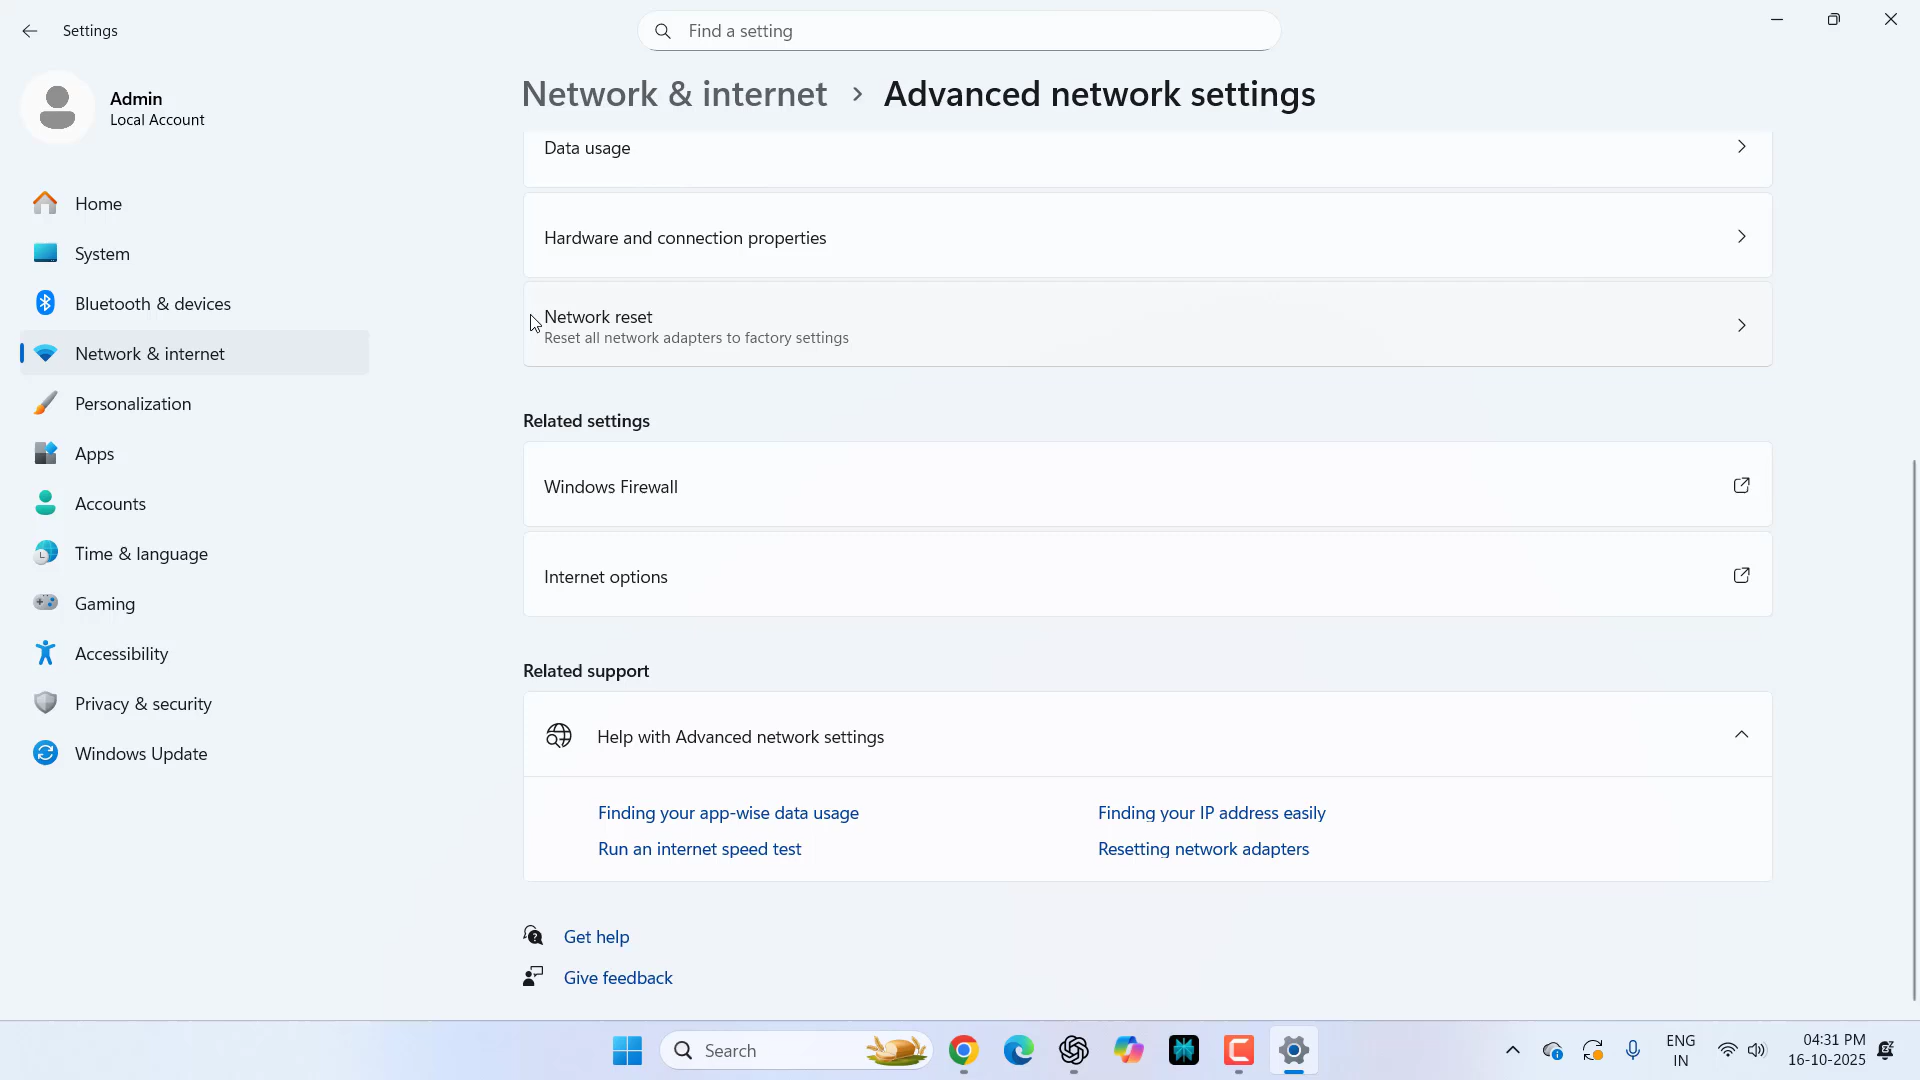 Settings
Find a setting
Admin
Local Account
Home
System
Bluetooth & devices
Network & internet
Personalization
Apps
Accounts
Time & language
Gaming
Accessibility
Privacy & security
Windows Update
Network & internet > Advanced network settings
Data usage
Hardware and connection properties
Network reset
Reset all network adapters to factory settings
Related settings
Windows Firewall
Internet options
Related support
Help with Advanced network settings
Finding your app-wise data usage
Finding your IP address easily
Run an internet speed test
Resetting network adapters
Get help
Give feedback
Search
ENG
IN
04:31 PM
16-10-2025